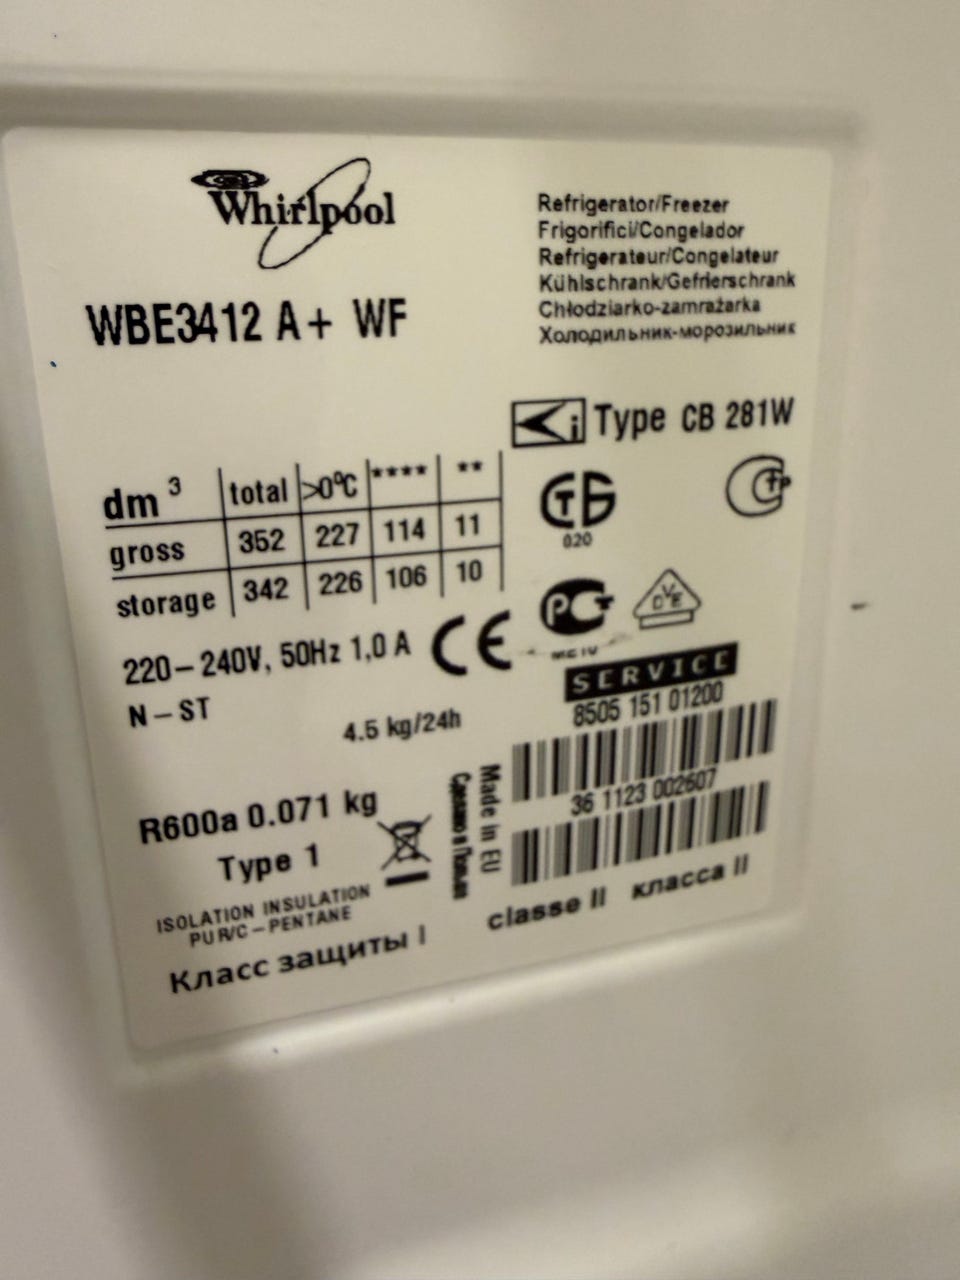 Whirlpool
WBE3412 A+ WF
Refrigerator/Freezer
Frigorifici/Congelador
Refrigerateur/Congelateur
Kühlschrank/Gefrierschrank
Chłodziarko-zamrażarka
Холодильник-морозильник
i Type CB 281W
dm³ total >0°C **** **
gross 352 227 114 11
storage 342 226 106 10
020
220-240V, 50Hz 1,0 A CE
N-ST
4.5 kg/24h
VDE
SERVICE
8505 151 01200
36 1123 002607
R600a 0.071 kg
Type 1
Made in EU
Сделано в Польше
ISOLATION INSULATION
PUR/C-PENTANE
Класс защиты I
classe II класса II